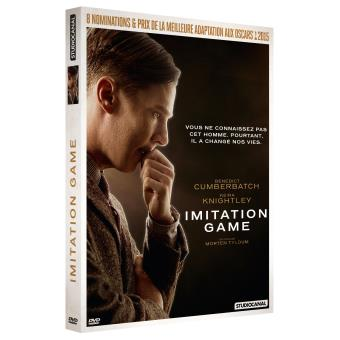 STUDIOCANAL
IMITATION GAME
DVD
8 NOMINATIONS & PRIX DE LA MEILLEURE ADAPTATION AUX OSCARS 2015
VOUS NE CONNAISSEZ PAS
CET HOMME. POURTANT,
IL A CHANGÉ NOS VIES.
BENEDICT
CUMBERBATCH
KEIRA
KNIGHTLEY
IMITATION
GAME
MORTEN TYLDUM
STUDIOCANAL